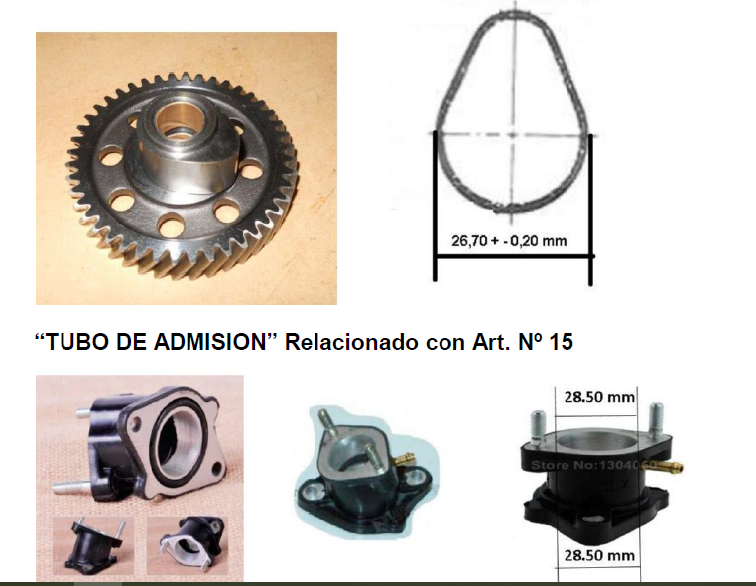 26,70 + - 0,20 mm
“TUBO DE ADMISION” Relacionado con Art. Nº 15
28.50 mm
Store No:1304060
28.50 mm